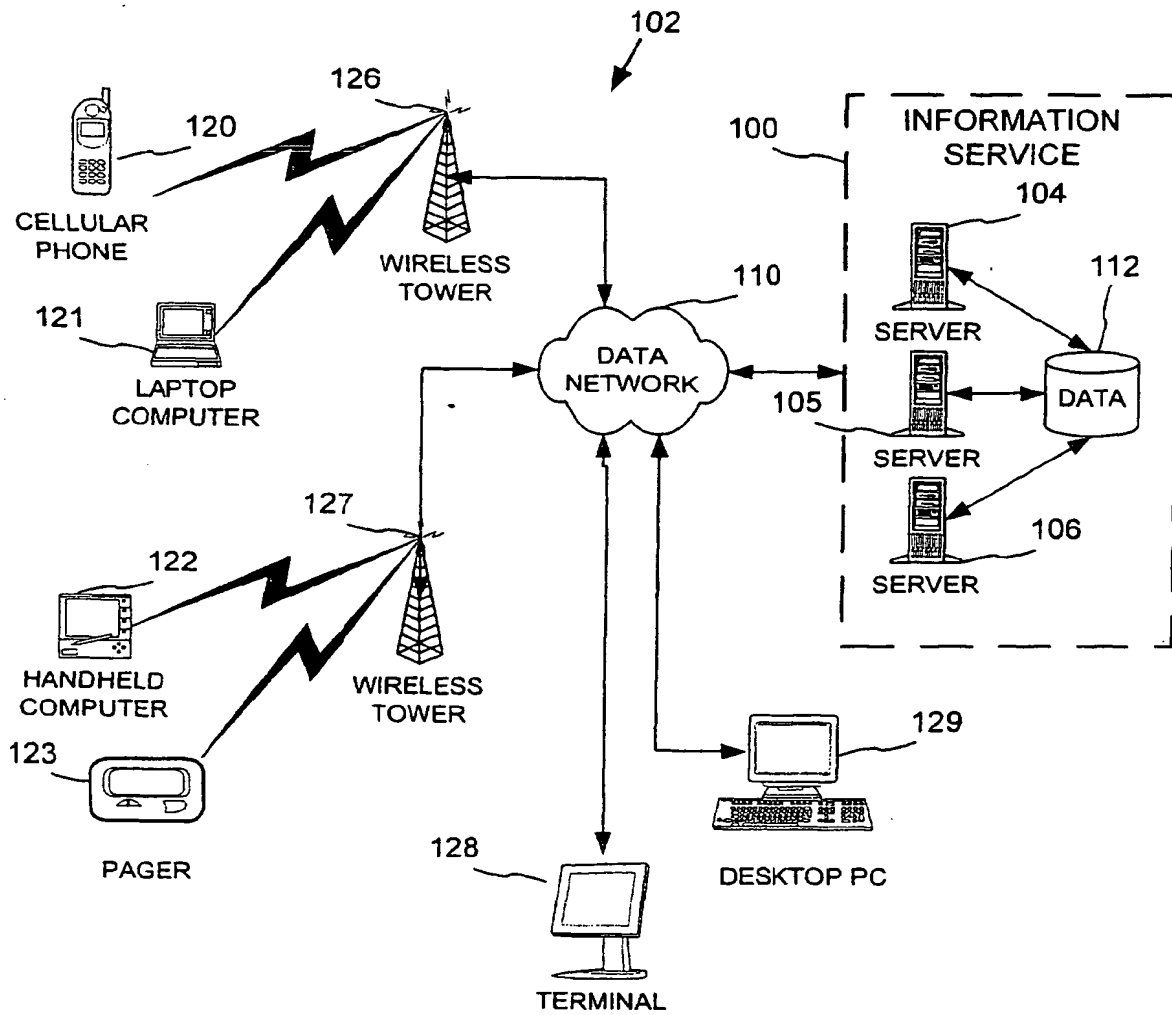 102
126
120
CELLULAR
PHONE
WIRELESS
TOWER
121
LAPTOP
COMPUTER
110
DATA
NETWORK
100
INFORMATION
SERVICE
104
SERVER
112
DATA
105
SERVER
106
SERVER
127
122
HANDHELD
COMPUTER
WIRELESS
TOWER
123
PAGER
129
DESKTOP PC
128
TERMINAL